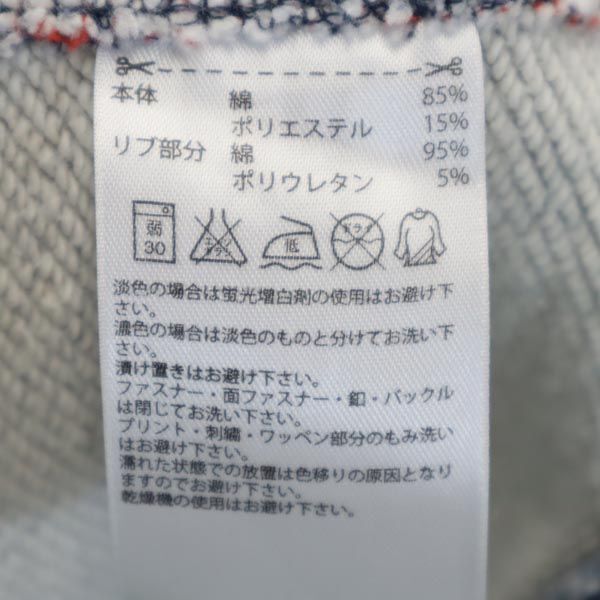 本体 綿 85%
ポリエステル 15%
リブ部分 綿 95%
ポリウレタン 5%
弱 30 エンソサラシ 低 ドライ
淡色の場合は蛍光増白剤の使用はお避け下
さい。
濃色の場合は淡色のものと分けてお洗い下
さい。
漬け置きはお避け下さい。
ファスナー・面ファスナー・釦・バックル
は閉じてお洗い下さい。
プリント・刺繍・ワッペン部分のもみ洗い
はお避け下さい。
濡れた状態での放置は色移りの原因となり
ますのでお避け下さい。
乾燥機の使用はお避け下さい。